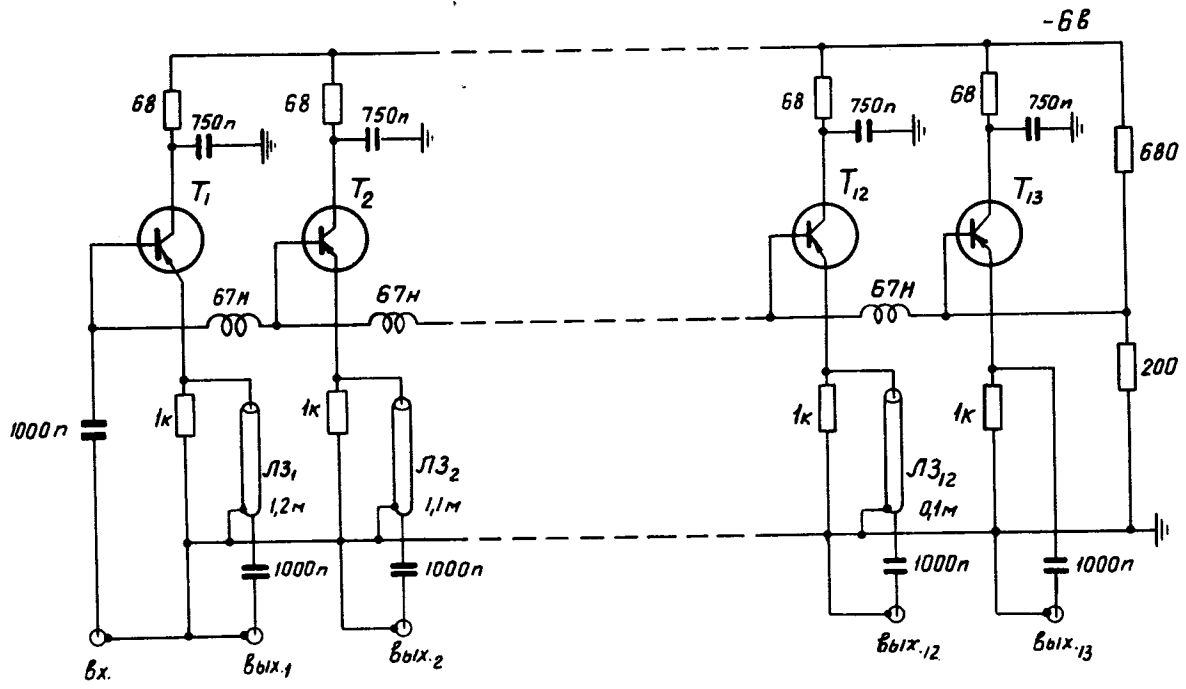 -6в
68
750п
68
750п
68
750п
68
750п
680
T₁
T₂
T₁₂
T₁₃
67н
67н
67н
200
1000п
1к
ЛЗ₁
1,2м
1к
ЛЗ₂
1,1м
1к
ЛЗ₁₂
0,1м
1к
1000п
1000п
1000п
1000п
вх.
вых.₁
вых.₂
вых.₁₂
вых.₁₃